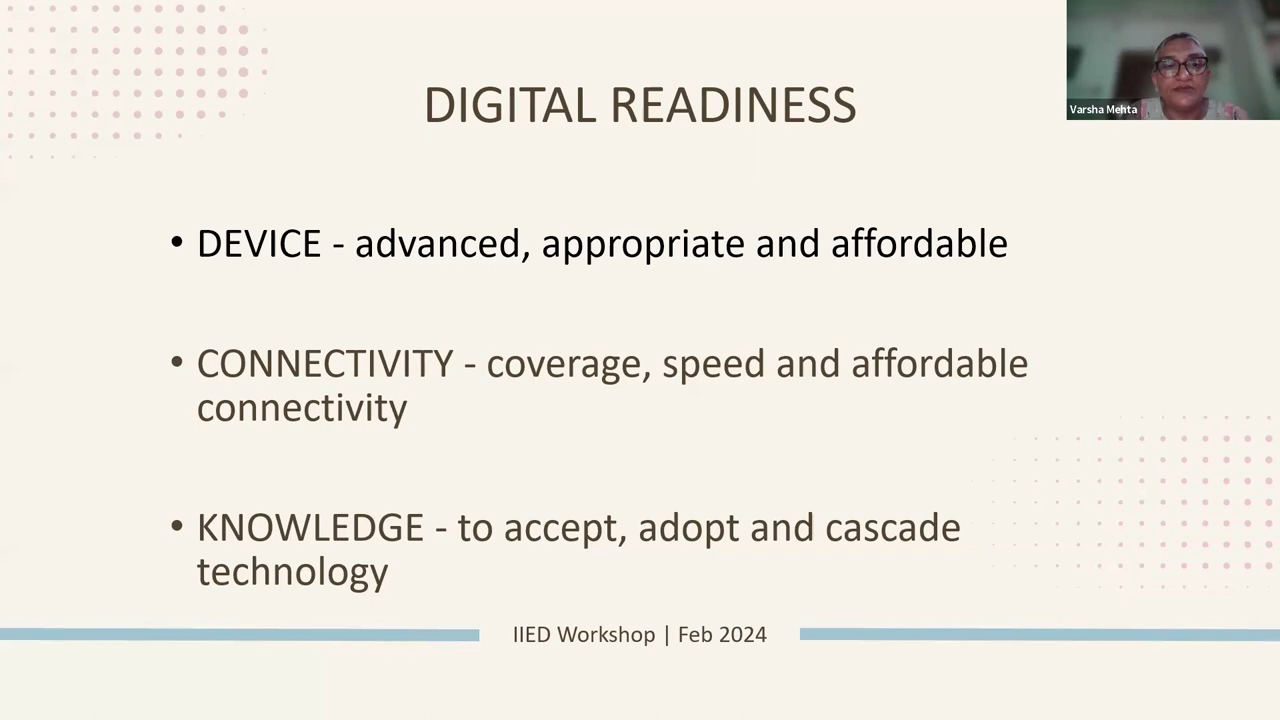 DIGITAL READINESS
Varsha Mehta
• DEVICE - advanced, appropriate and affordable
• CONNECTIVITY - coverage, speed and affordable
connectivity
• KNOWLEDGE - to accept, adopt and cascade
technology
IIED Workshop | Feb 2024